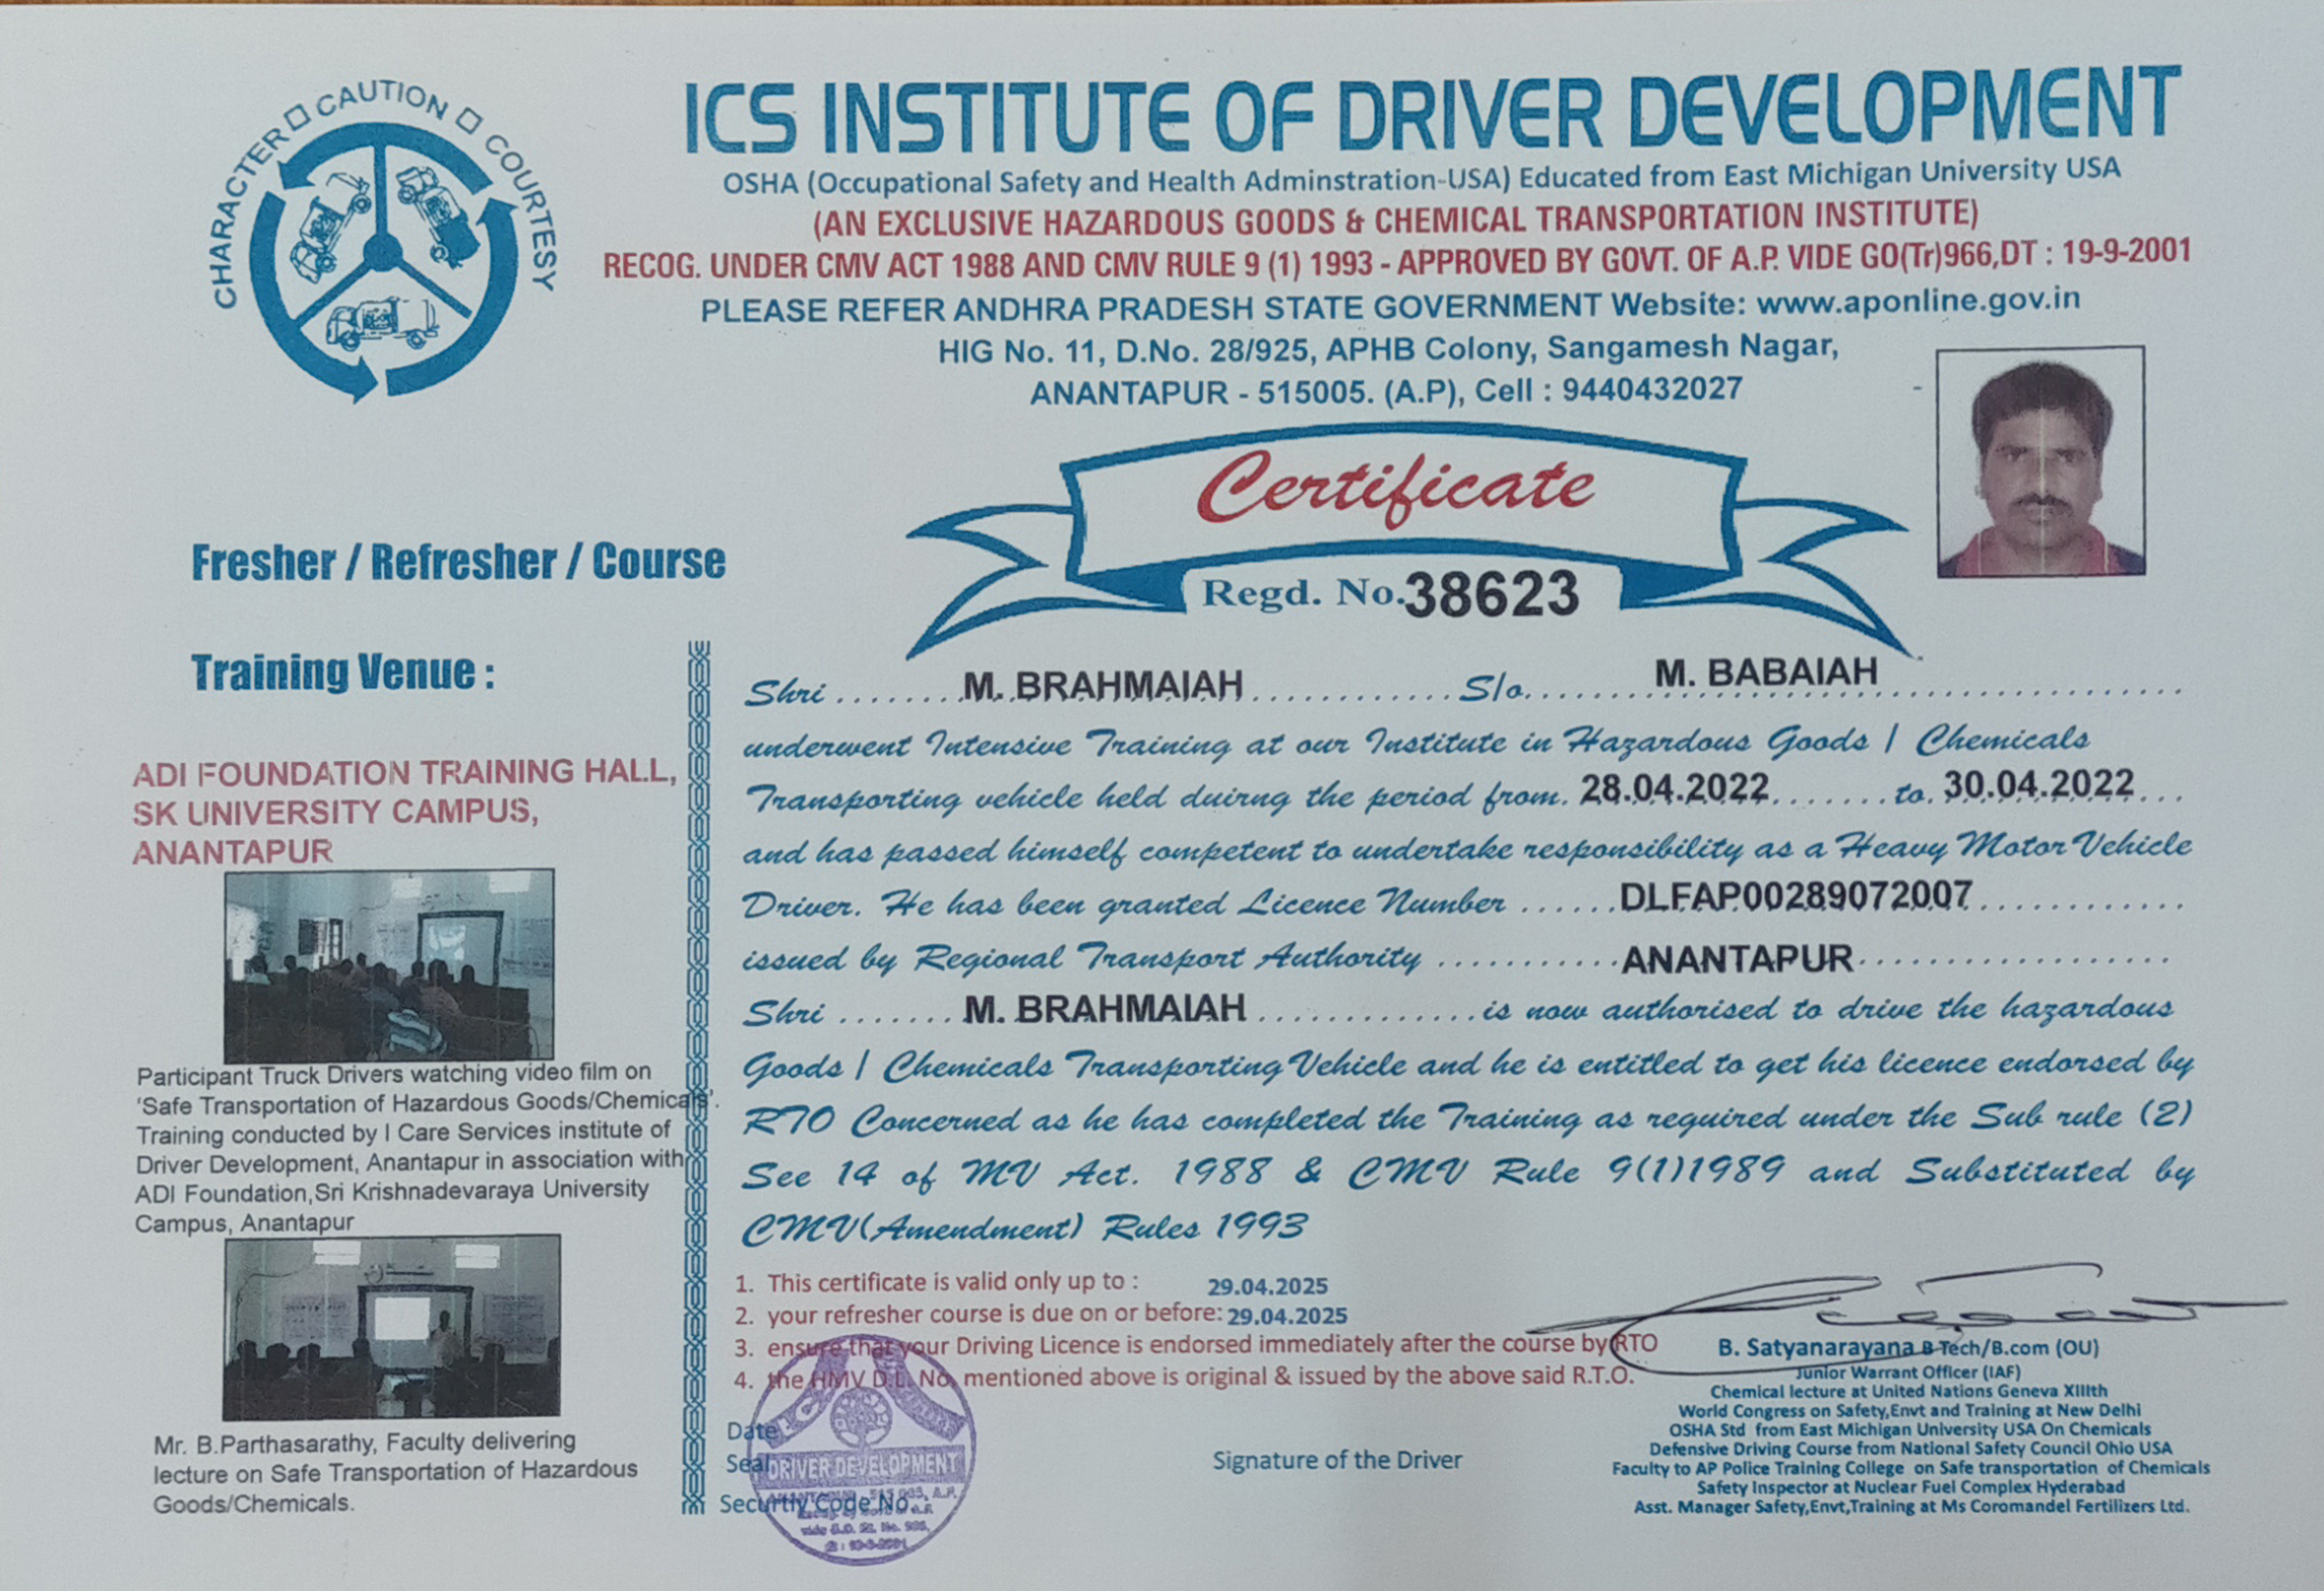 CHARACTER CAUTION COURTESY
ICS INSTITUTE OF DRIVER DEVELOPMENT
OSHA (Occupational Safety and Health Adminstration-USA) Educated from East Michigan University USA
(AN EXCLUSIVE HAZARDOUS GOODS & CHEMICAL TRANSPORTATION INSTITUTE)
RECOG. UNDER CMV ACT 1988 AND CMV RULE 9 (1) 1993 - APPROVED BY GOVT. OF A.P. VIDE GO(Tr)966,DT : 19-9-2001
PLEASE REFER ANDHRA PRADESH STATE GOVERNMENT Website: www.aponline.gov.in
HIG No. 11, D.No. 28/925, APHB Colony, Sangamesh Nagar,
ANANTAPUR - 515005. (A.P), Cell : 9440432027
Certificate
Regd. No. 38623
Fresher / Refresher / Course
Training Venue :
ADI FOUNDATION TRAINING HALL,
SK UNIVERSITY CAMPUS,
ANANTAPUR
Participant Truck Drivers watching video film on
'Safe Transportation of Hazardous Goods/Chemicals'.
Training conducted by I Care Services institute of
Driver Development, Anantapur in association with
ADI Foundation,Sri Krishnadevaraya University
Campus, Anantapur
Mr. B.Parthasarathy, Faculty delivering
lecture on Safe Transportation of Hazardous
Goods/Chemicals.
Shri ........ M. BRAHMAIAH ............. S/o. M. BABAIAH
underwent Intensive Training at our Institute in Hazardous Goods / Chemicals
Transporting vehicle held duirng the period from. 28.04.2022 ....... to. 30.04.2022 ...
and has passed himself competent to undertake responsibility as a Heavy Motor Vehicle
Driver. He has been granted Licence Number ...... DLFAP00289072007 .............
issued by Regional Transport Authority ........... ANANTAPUR ...................
Shri ....... M. BRAHMAIAH ............. is now authorised to drive the hazardous
Goods / Chemicals Transporting Vehicle and he is entitled to get his licence endorsed by
RTO Concerned as he has completed the Training as required under the Sub rule (2)
See 14 of MV Act. 1988 & CMV Rule 9(1)1989 and Substituted by
CMV(Amendment) Rules 1993
1. This certificate is valid only up to : 29.04.2025
2. your refresher course is due on or before: 29.04.2025
3. ensure that your Driving Licence is endorsed immediately after the course by RTO
4. the HMV D.L. No. mentioned above is original & issued by the above said R.T.O.
Date
Seal
Securtiy Code No.
DRIVER DEVELOPMENT
Signature of the Driver
B. Satyanarayana B Tech/B.com (OU)
Junior Warrant Officer (IAF)
Chemical lecture at United Nations Geneva XIIIth
World Congress on Safety,Envt and Training at New Delhi
OSHA Std from East Michigan University USA On Chemicals
Defensive Driving Course from National Safety Council Ohio USA
Faculty to AP Police Training College on Safe transportation of Chemicals
Safety Inspector at Nuclear Fuel Complex Hyderabad
Asst. Manager Safety,Envt,Training at Ms Coromandel Fertilizers Ltd.